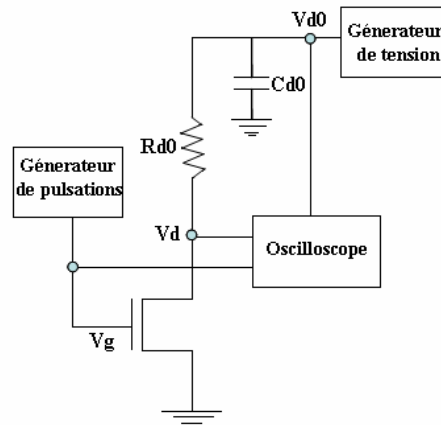 Vd0
Génerateur
de tension
Cd0
Rd0
Génerateur
de pulsations
Vd
Oscilloscope
Vg